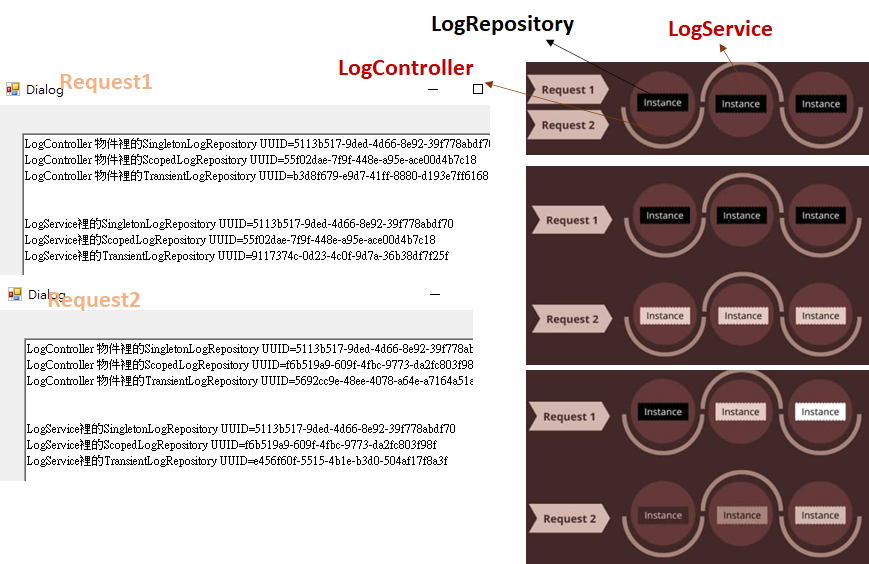 LogRepository
LogService
LogController
Request1
Dialog
LogController 物件裡的SingletonLogRepository UUID=5113b517-9ded-4d66-8e92-39f778abdf70
LogController 物件裡的ScopedLogRepository UUID=55f02dae-7f9f-448e-a95e-ace00d4b7c18
LogController 物件裡的TransientLogRepository UUID=b3d8f679-e9d7-41ff-8880-d193e7ff6168
LogService裡的SingletonLogRepository UUID=5113b517-9ded-4d66-8e92-39f778abdf70
LogService裡的ScopedLogRepository UUID=55f02dae-7f9f-448e-a95e-ace00d4b7c18
LogService裡的TransientLogRepository UUID=9117374c-0d23-4c0f-9d7a-36b38df7f25f
Dialog
Request2
LogController 物件裡的SingletonLogRepository UUID=5113b517-9ded-4d66-8e92-39f778ab
LogController 物件裡的ScopedLogRepository UUID=f6b519a9-609f-4fbc-9773-da2fc803f98
LogController 物件裡的TransientLogRepository UUID=5692cc9e-48ee-4078-a64e-a7164a51a
LogService裡的SingletonLogRepository UUID=5113b517-9ded-4d66-8e92-39f778abdf70
LogService裡的ScopedLogRepository UUID=f6b519a9-609f-4fbc-9773-da2fc803f98f
LogService裡的TransientLogRepository UUID=e456f60f-5515-4b1e-b3d0-504af17f8a3f
Request 1
Instance Instance Instance
Request 2
Request 1 Instance Instance Instance
Request 2 Instance Instance Instance
Request 1 Instance Instance Instance
Request 2 Instance Instance Instance